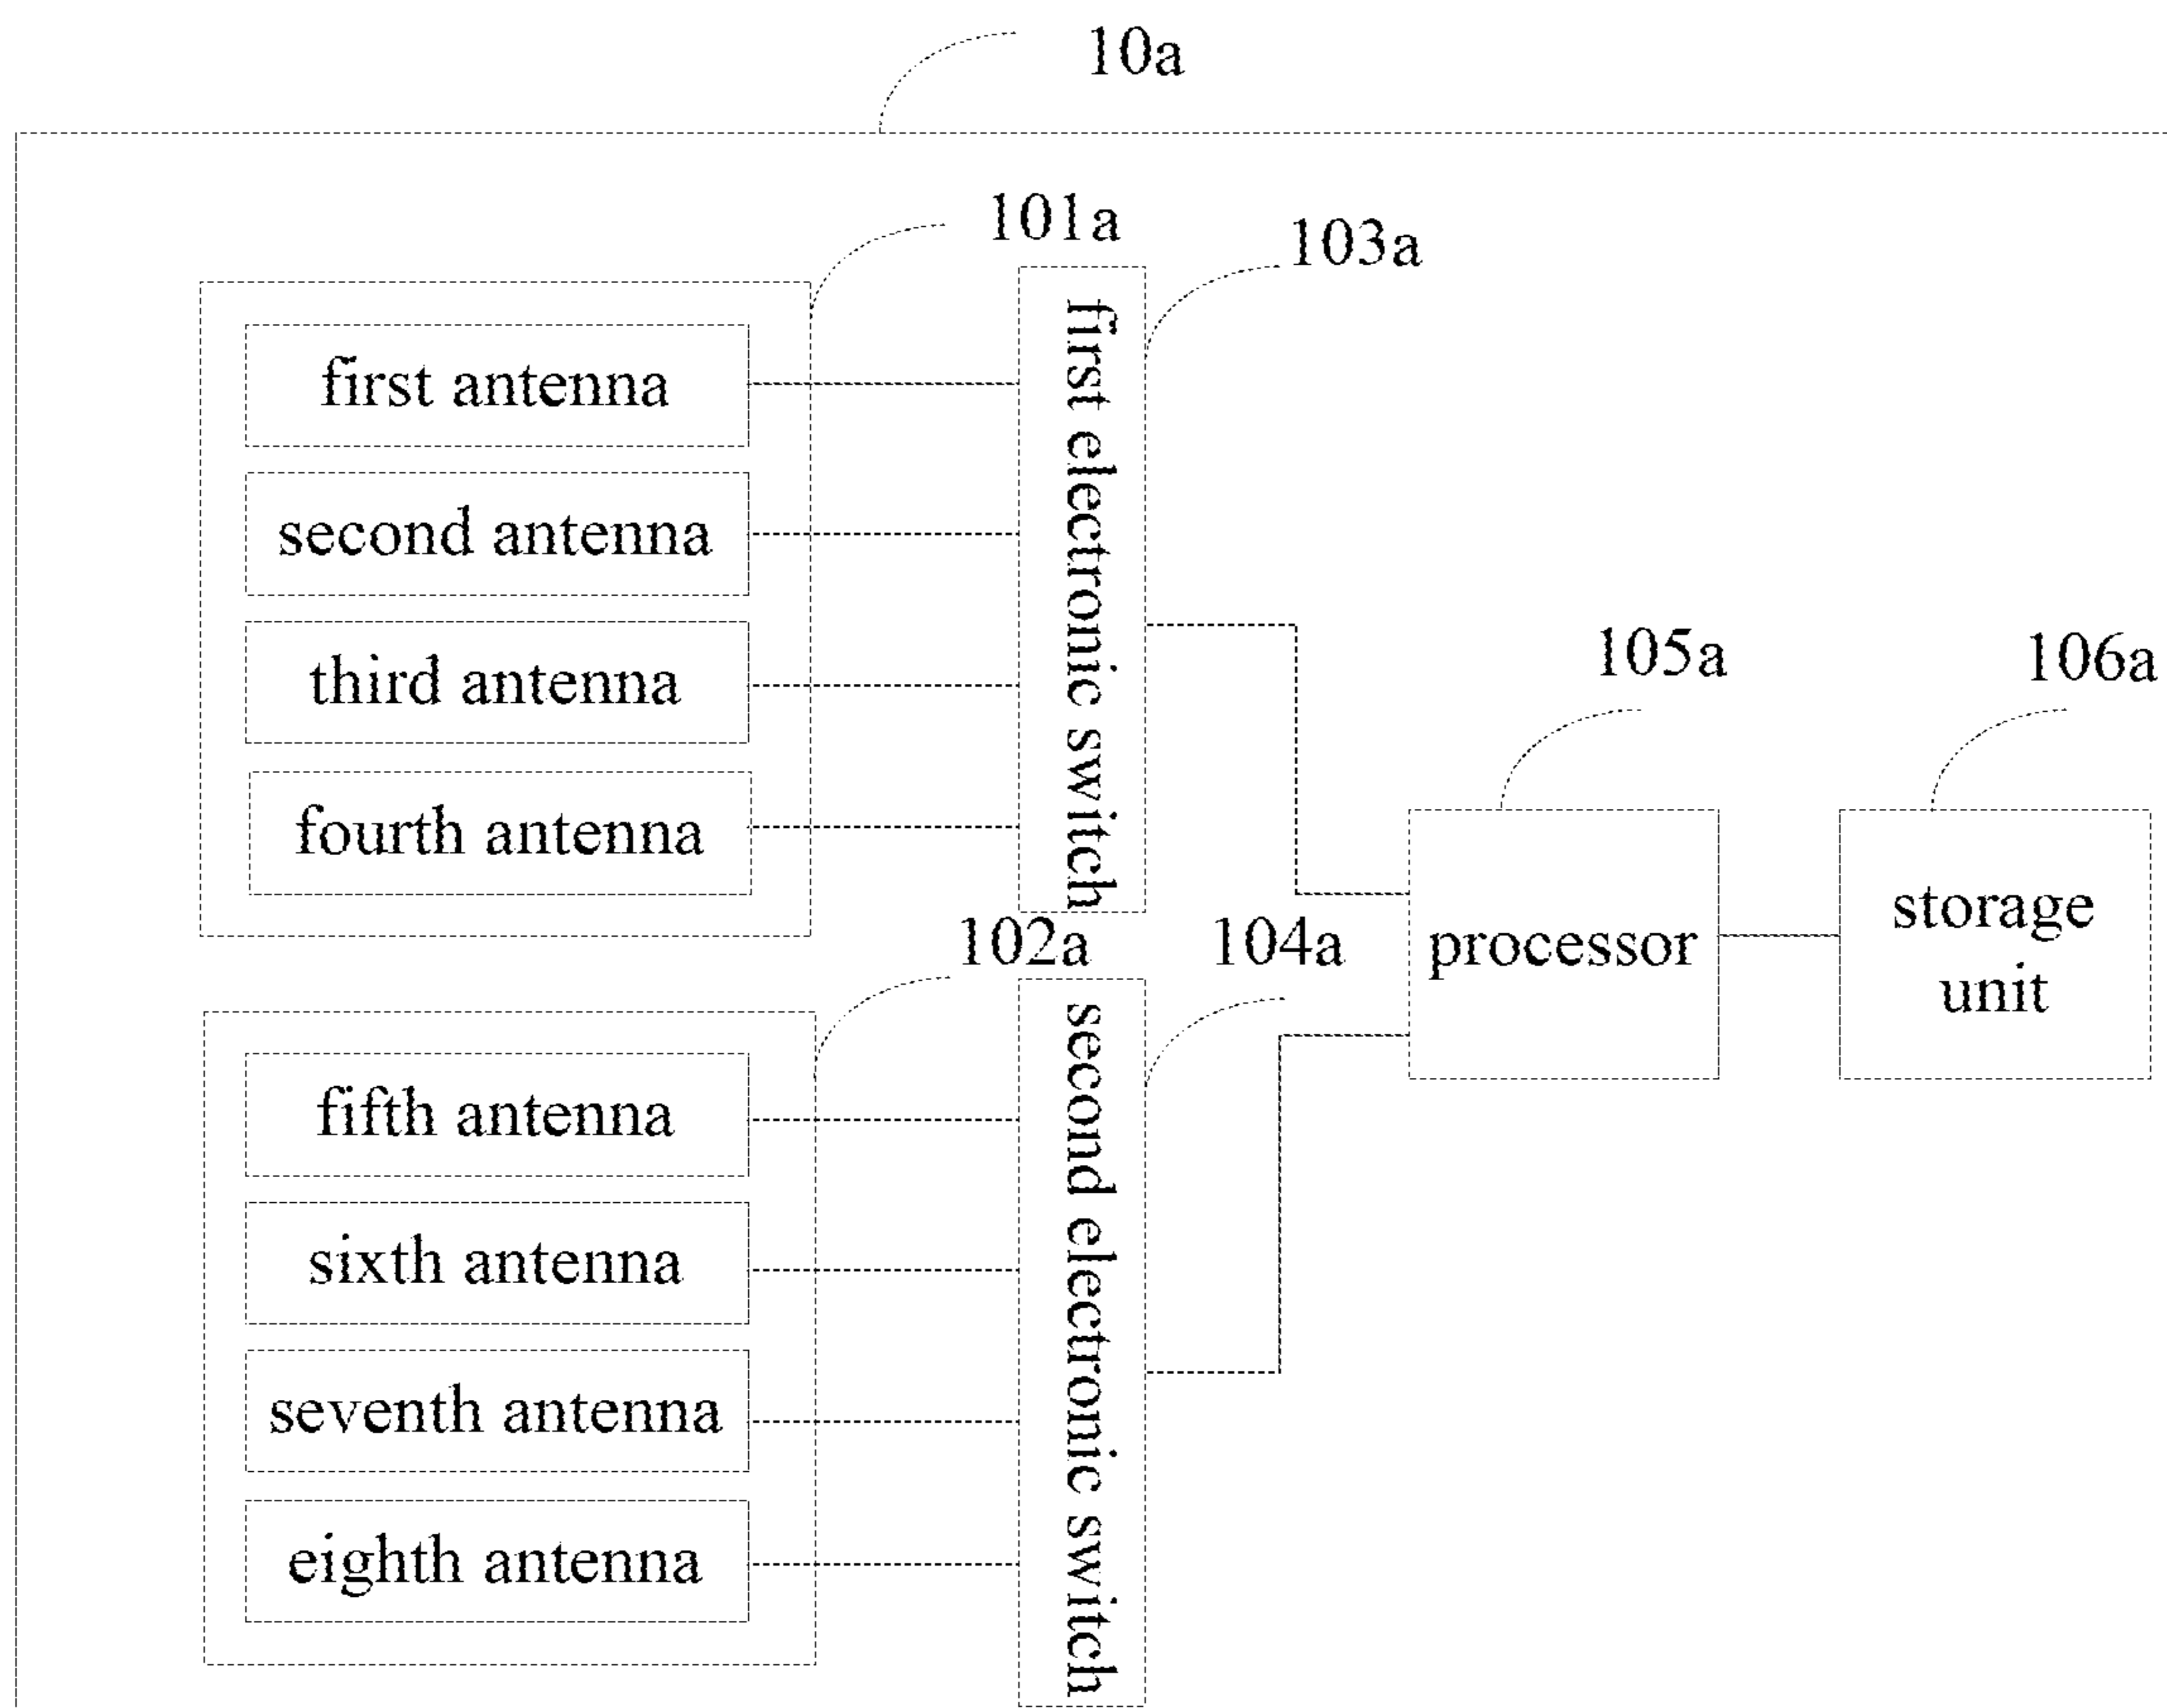 10a
101a
103a
first antenna
second antenna
third antenna
fourth antenna
first electronic switch
105a
106a
processor
storage
unit
102a
104a
fifth antenna
sixth antenna
seventh antenna
eighth antenna
second electronic switch